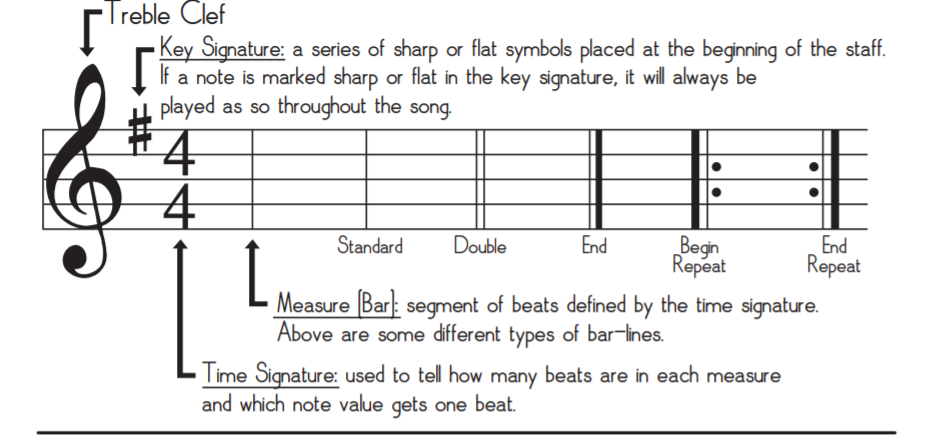 Treble Clef
Key Signature: a series of sharp or flat symbols placed at the beginning of the staff.
If a note is marked sharp or flat in the key signature, it will always be
played as so throughout the song.
4
4
Standard
Double
End
Begin
Repeat
End
Repeat
Measure (Bar): segment of beats defined by the time signature.
Above are some different types of bar-lines.
Time Signature: used to tell how many beats are in each measure
and which note value gets one beat.